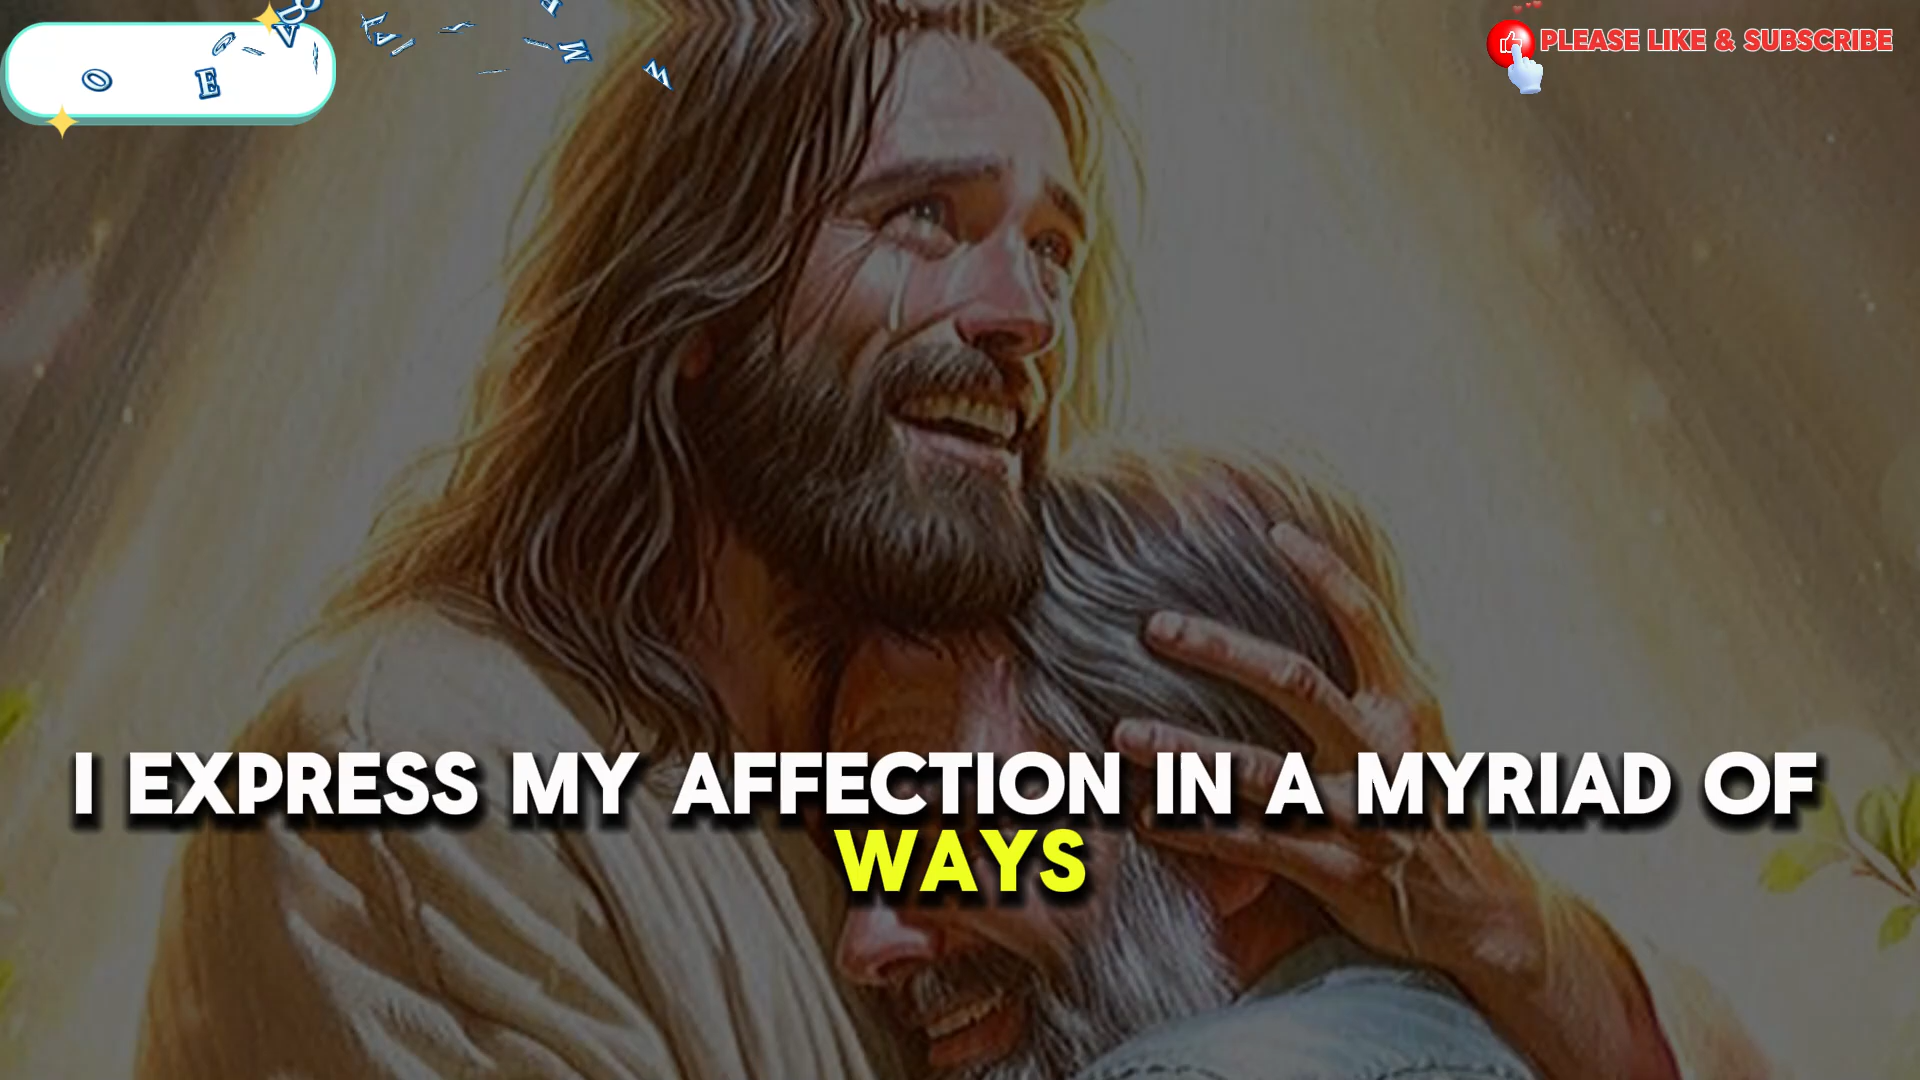 PLEASE LIKE & SUBSCRIBE
I EXPRESS MY AFFECTION IN A MYRIAD OF
WAYS